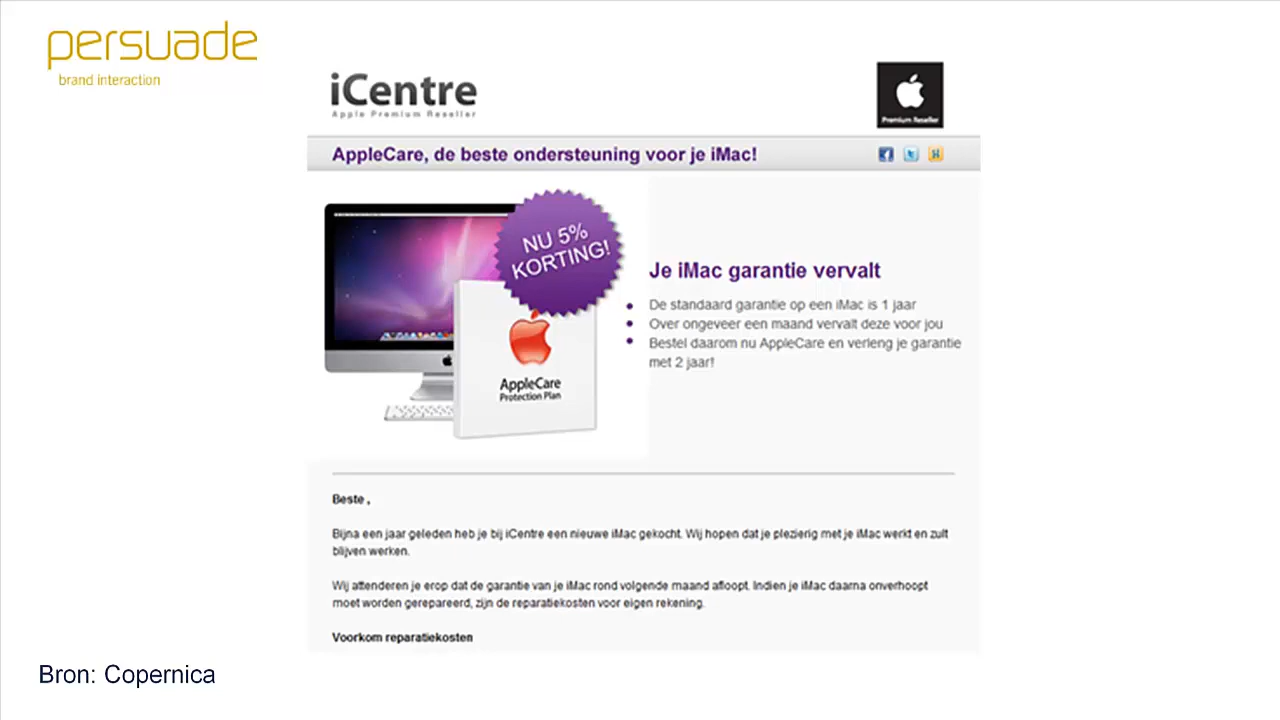 persuade
brand interaction
iCentre
Apple Premium Reseller
Premium Reseller
AppleCare, de beste ondersteuning voor je iMac!
NU 5%
KORTING!
AppleCare
Protection Plan
Je iMac garantie vervalt
De standaard garantie op een iMac is 1 jaar
Over ongeveer een maand vervalt deze voor jou
Bestel daarom nu AppleCare en verleng je garantie
met 2 jaar!
Beste ,
Bijna een jaar geleden heb je bij iCentre een nieuwe iMac gekocht. Wij hopen dat je plezierig met je iMac werkt en zult
blijven werken.
Wij attenderen je erop dat de garantie van je iMac rond volgende maand afloopt. Indien je iMac daarna onverhoopt
moet worden gerepareerd, zijn de reparatiekosten voor eigen rekening.
Voorkom reparatiekosten
Bron: Copernica